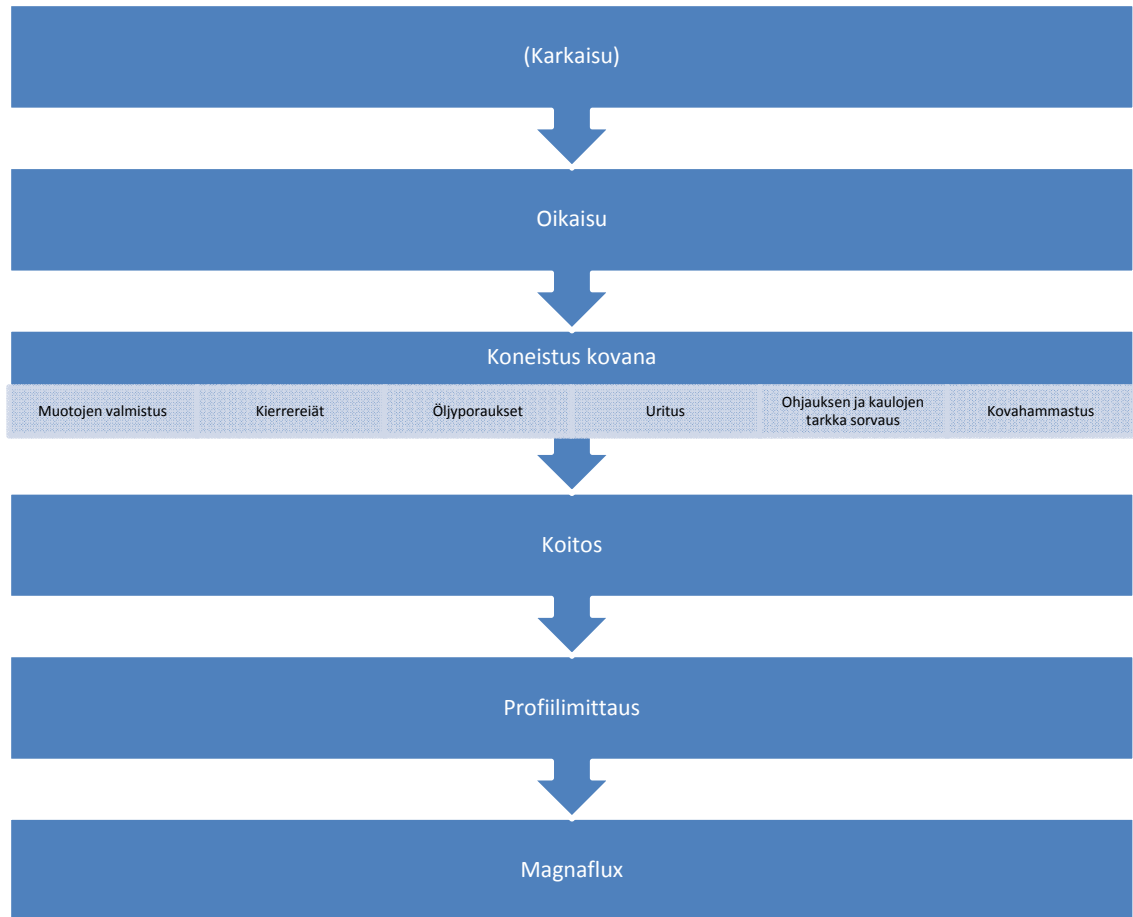 (Karkaisu)
Oikaisu
Koneistus kovana
Muotojen valmistus
Kierrereiät
Öljyporaukset
Uritus
Ohjauksen ja kaulojen
tarkka sorvaus
Kovahammastus
Koitos
Profiilimittaus
Magnaflux